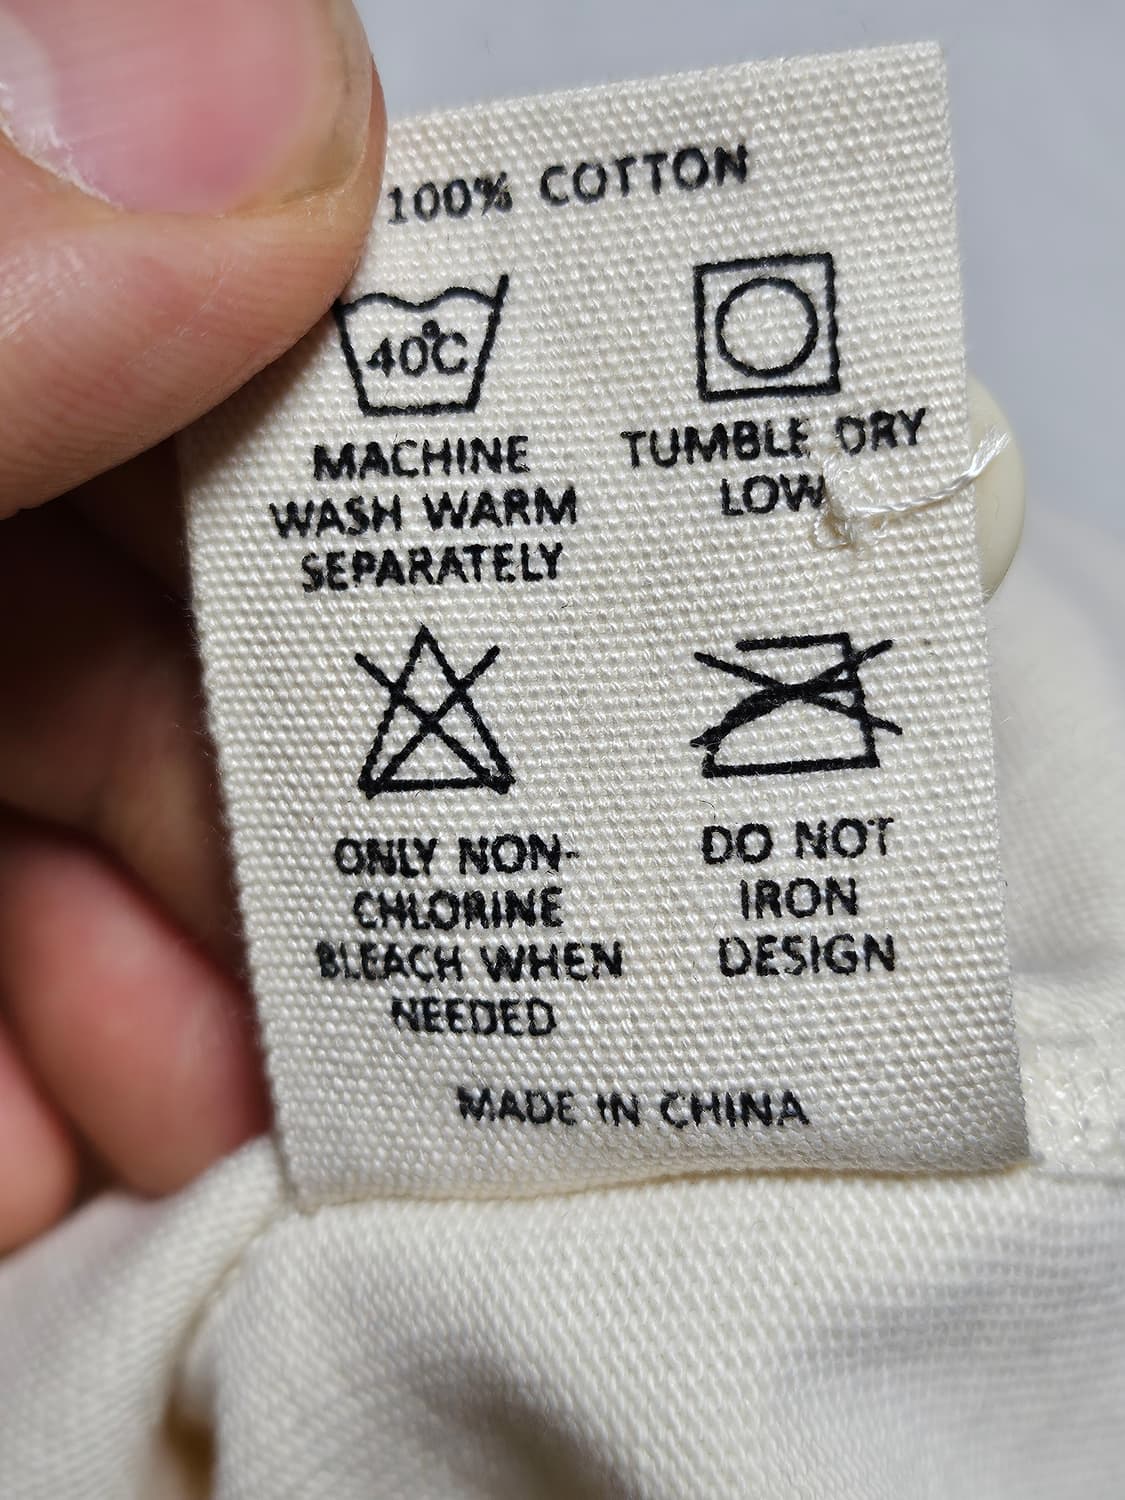 100% COTTON
40°C
MACHINE
WASH WARM
SEPARATELY
TUMBLE DRY
LOW
ONLY NON-
CHLORINE
BLEACH WHEN
NEEDED
DO NOT
IRON
DESIGN
MADE IN CHINA